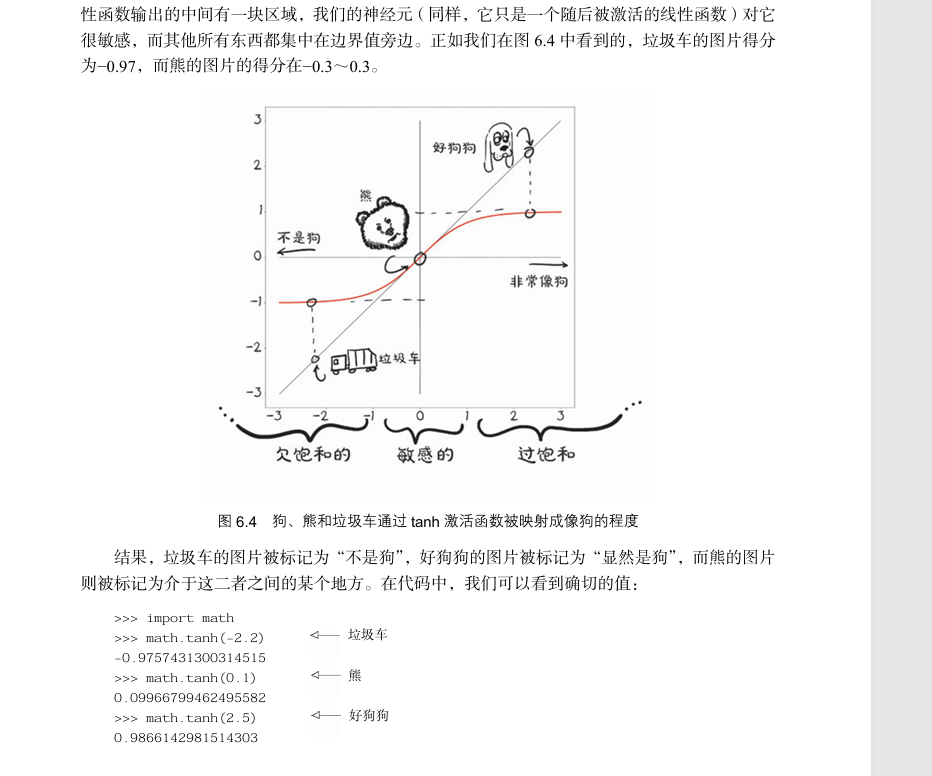 性函数输出的中间有一块区域，我们的神经元（同样，它只是一个随后被激活的线性函数）对它
很敏感，而其他所有东西都集中在边界值旁边。正如我们在图 6.4 中看到的，垃圾车的图片得分
为−0.97，而熊的图片的得分在−0.3～0.3。
3
好狗狗
2
熊
1
不是狗
0
非常像狗
-1
-2
垃圾车
-3
-3 -2 -1 0 1 2 3
欠饱和的 敏感的 过饱和
图 6.4 狗、熊和垃圾车通过 tanh 激活函数被映射成像狗的程度
结果，垃圾车的图片被标记为“不是狗”，好狗狗的图片被标记为“显然是狗”，而熊的图片
则被标记为介于这二者之间的某个地方。在代码中，我们可以看到确切的值：
>>> import math
>>> math.tanh(-2.2) 垃圾车
-0.9757431300314515
>>> math.tanh(0.1) 熊
0.09966799462495582
>>> math.tanh(2.5) 好狗狗
0.9866142981514303